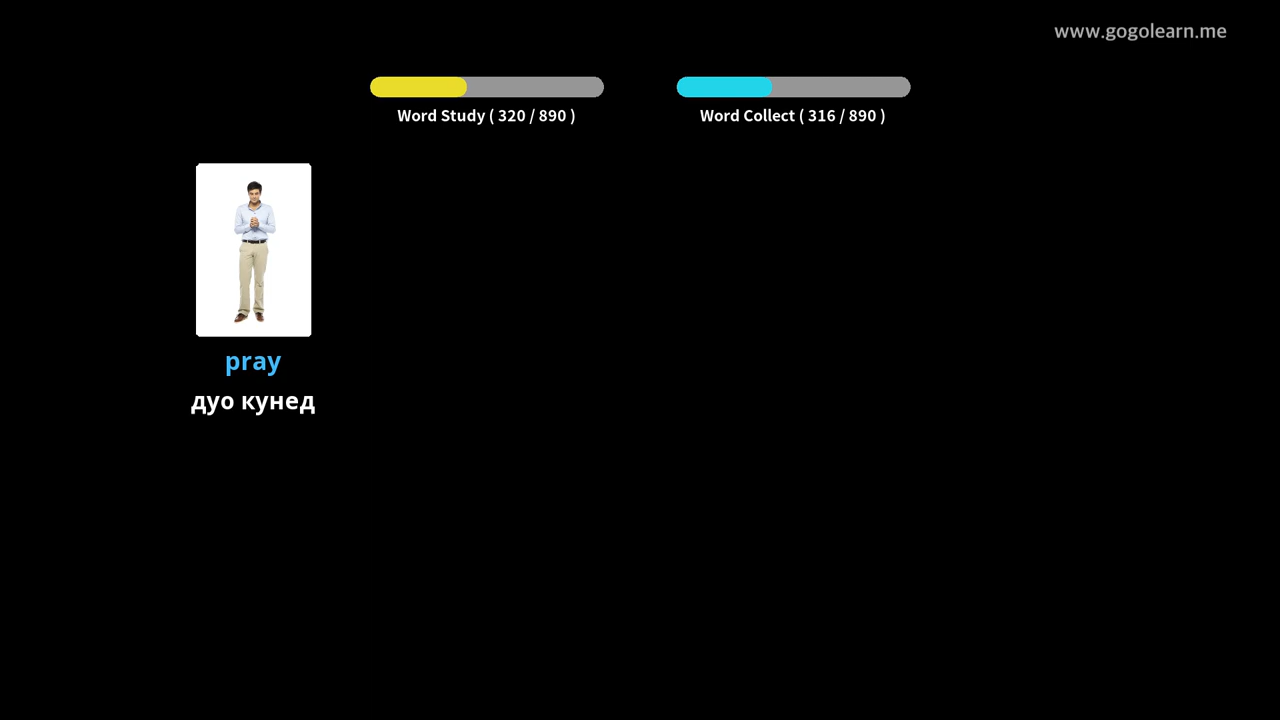 www.gogolearn.me
Word Study ( 320 / 890 )
Word Collect ( 316 / 890 )
pray
дуо кунед